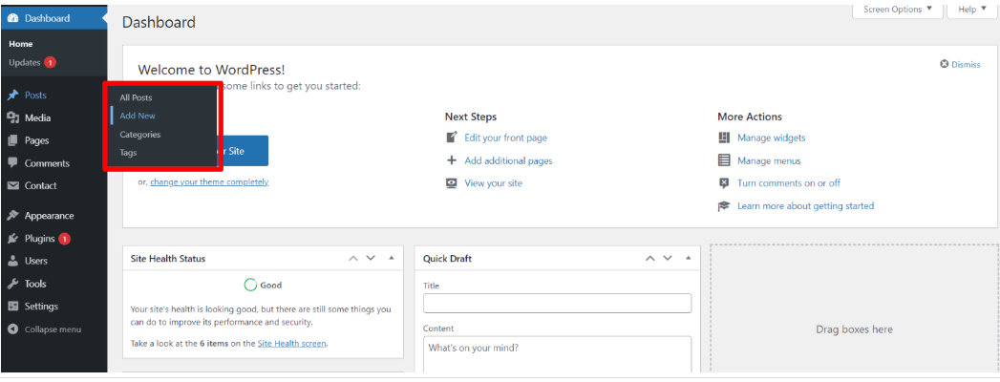 Dashboard
Home
Updates 1
Posts
Media
Pages
Comments
Contact
Appearance
Plugins 1
Users
Tools
Settings
Collapse menu
All Posts
Add New
Categories
Tags
Screen Options ▼
Help ▼
Dashboard
Welcome to WordPress!
some links to get you started:
Dismiss
Site
or, change your theme completely
Next Steps
Edit your front page
Add additional pages
View your site
More Actions
Manage widgets
Manage menus
Turn comments on or off
Learn more about getting started
Site Health Status
Good
Your site's health is looking good, but there are still some things you
can do to improve its performance and security.
Take a look at the 6 items on the Site Health screen.
Quick Draft
Title
Content
What's on your mind?
Drag boxes here